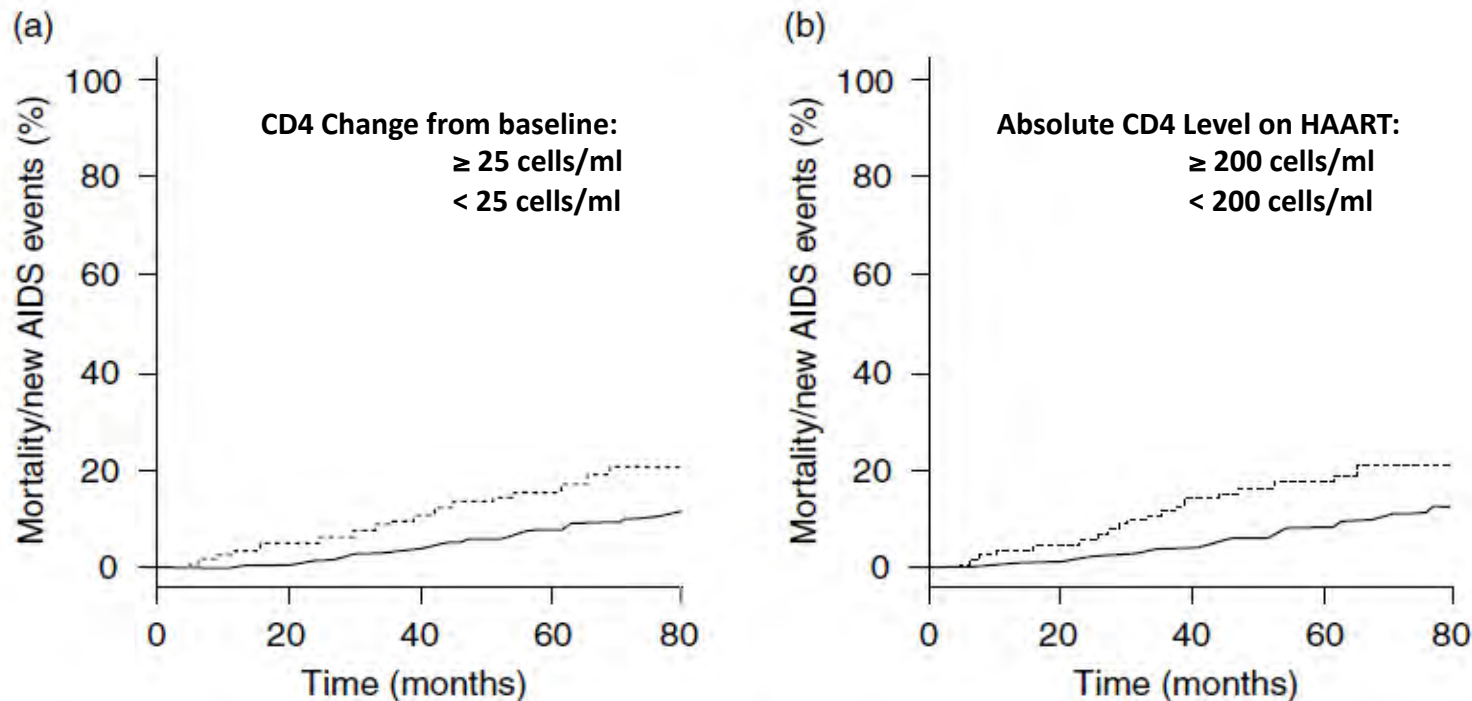 (a)
Mortality/new AIDS events (%)
100
80
60
40
20
0
CD4 Change from baseline:
≥ 25 cells/ml
< 25 cells/ml
0 20 40 60 80
Time (months)
(b)
Mortality/new AIDS events (%)
100
80
60
40
20
0
Absolute CD4 Level on HAART:
≥ 200 cells/ml
< 200 cells/ml
0 20 40 60 80
Time (months)